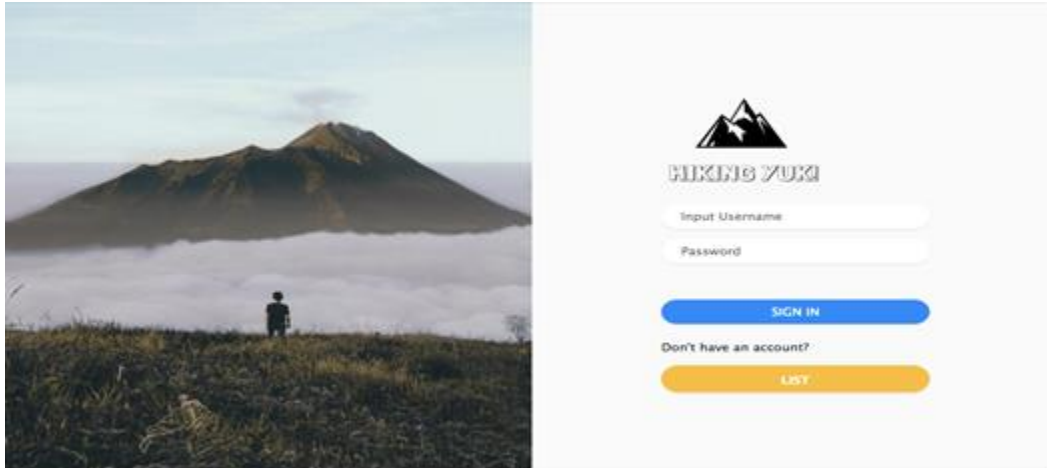 HIKING YUK!
Input Username
Password
SIGN IN
Don't have an account?
LIST